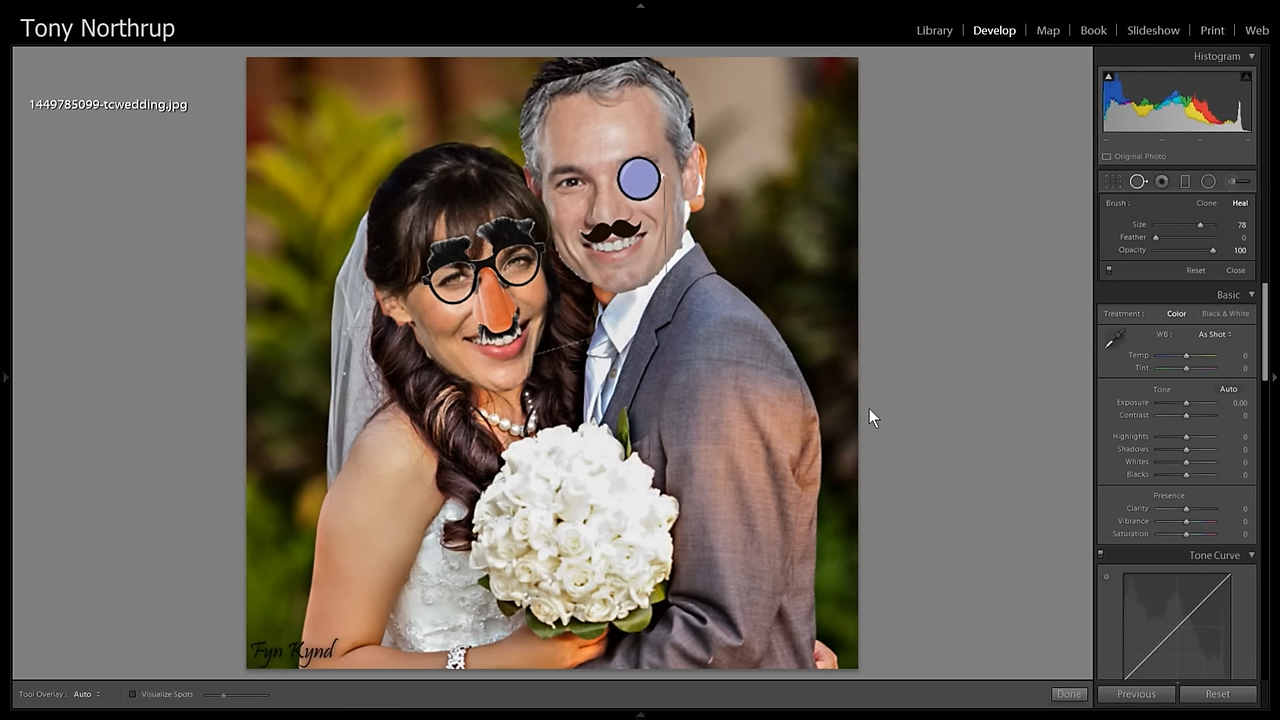 Tony Northrup
Library | Develop | Map | Book | Slideshow | Print | Web
1449785099-tcwedding.jpg
Histogram
Original Photo
Brush : Clone Heal
Size 78
Feather 0
Opacity 100
Reset Close
Basic
Treatment : Color Black & White
WB : As Shot
Temp 0
Tint 0
Tone Auto
Exposure 0.00
Contrast 0
Highlights 0
Shadows 0
Whites 0
Blacks 0
Presence
Clarity 0
Vibrance 0
Saturation 0
Tone Curve
Fyn Kynd
Tool Overlay : Auto Visualize Spots Done
Previous Reset